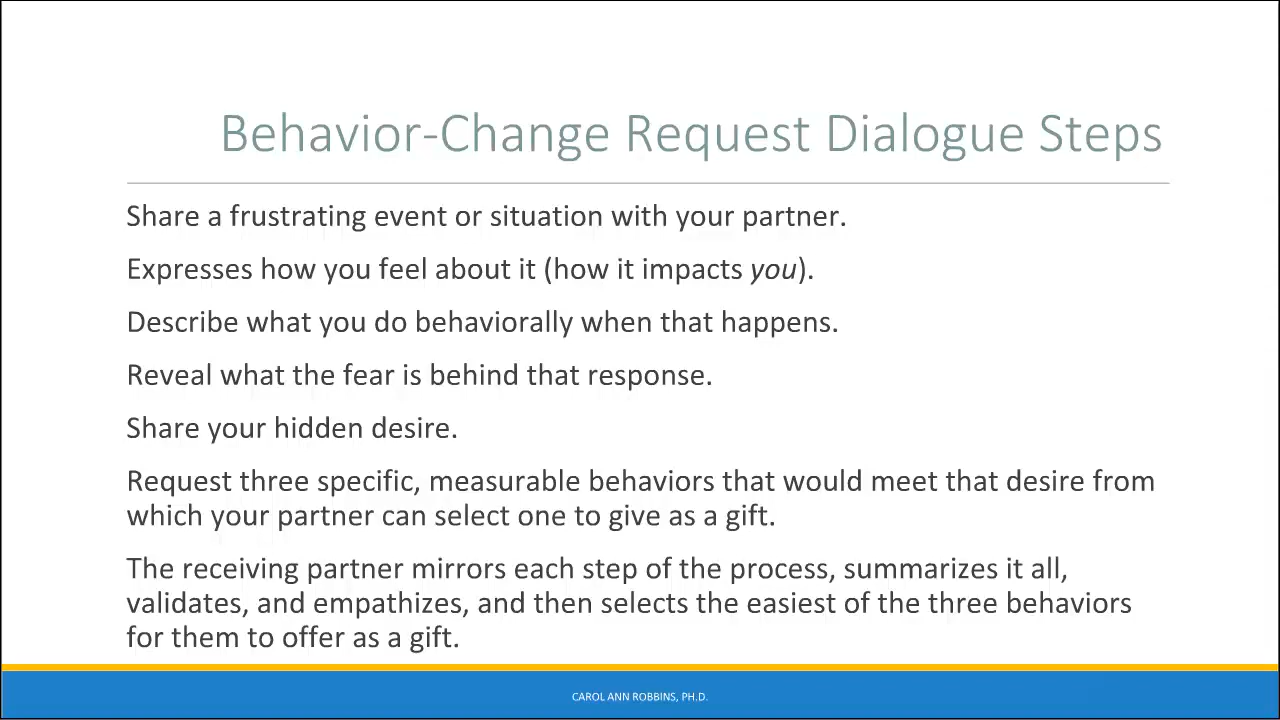 Behavior-Change Request Dialogue Steps
Share a frustrating event or situation with your partner.
Expresses how you feel about it (how it impacts you).
Describe what you do behaviorally when that happens.
Reveal what the fear is behind that response.
Share your hidden desire.
Request three specific, measurable behaviors that would meet that desire from
which your partner can select one to give as a gift.
The receiving partner mirrors each step of the process, summarizes it all,
validates, and empathizes, and then selects the easiest of the three behaviors
for them to offer as a gift.
CAROL ANN ROBBINS, PH.D.